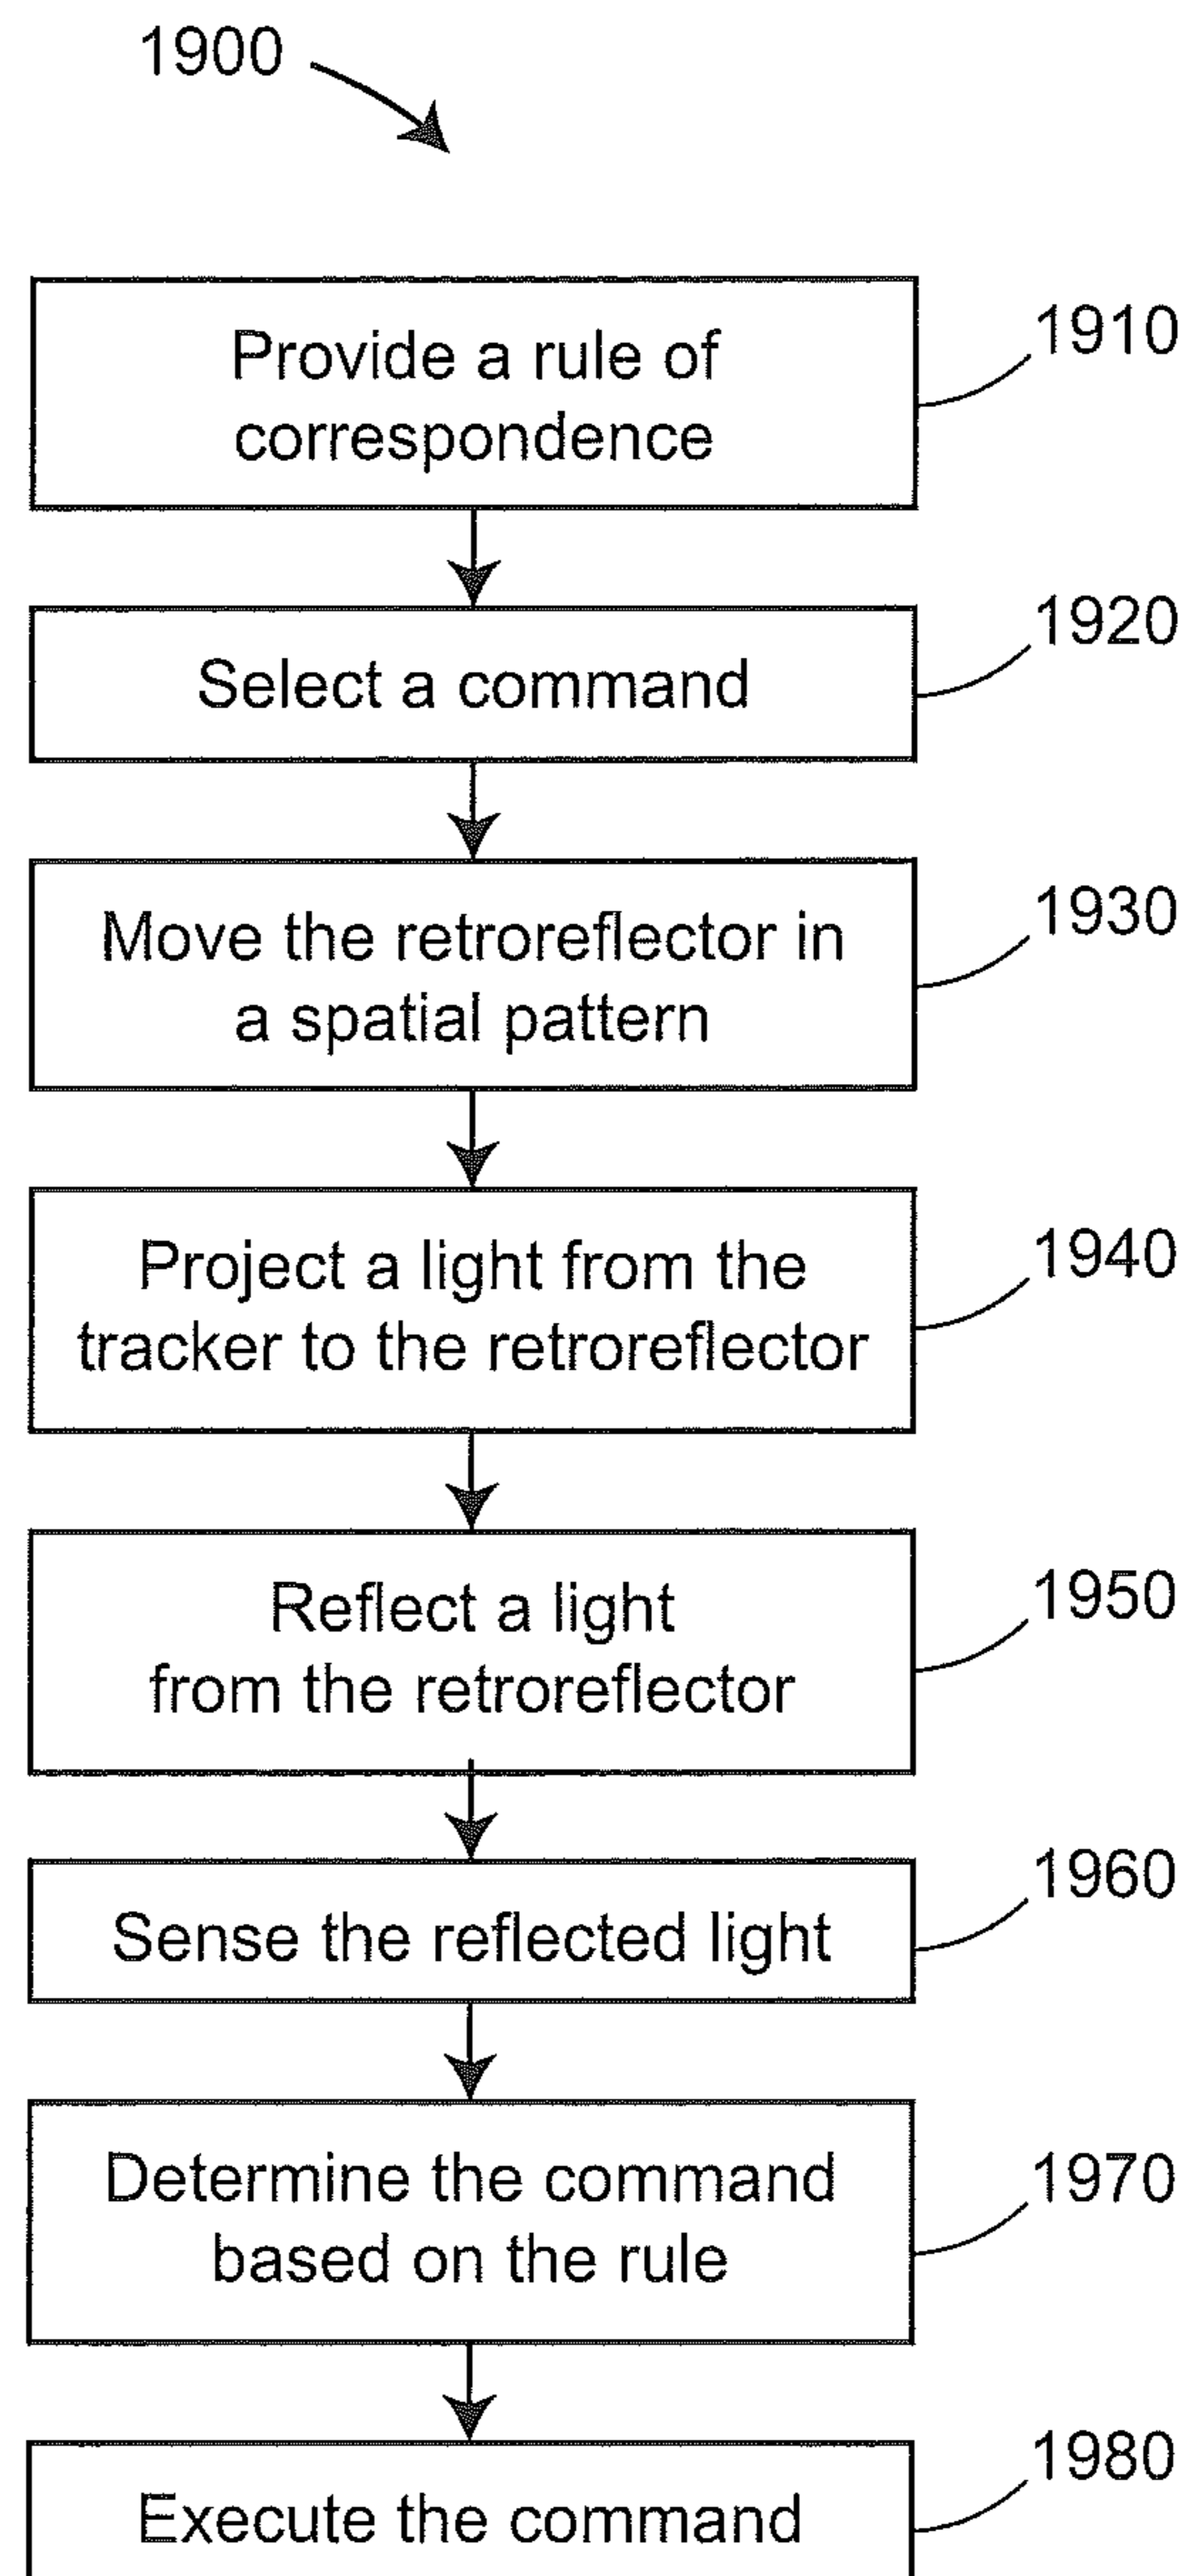 1900
Provide a rule of
correspondence
1910
Select a command
1920
Move the retroreflector in
a spatial pattern
1930
Project a light from the
tracker to the retroreflector
1940
Reflect a light
from the retroreflector
1950
Sense the reflected light
1960
Determine the command
based on the rule
1970
Execute the command
1980